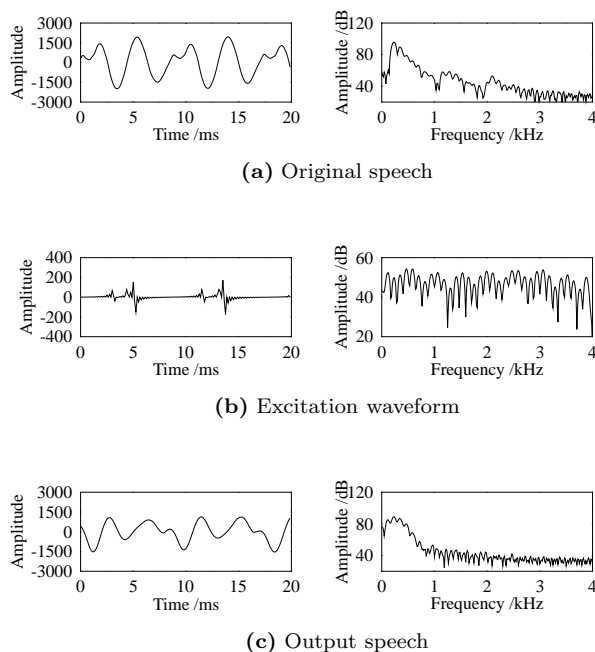 Amplitude
3000
1500
0
-1500
-3000
0 5 10 15 20
Time /ms
Amplitude /dB
120
80
40
0 1 2 3 4
Frequency /kHz
(a) Original speech
Amplitude
400
200
0
-200
-400
0 5 10 15 20
Time /ms
Amplitude /dB
60
40
20
0 1 2 3 4
Frequency /kHz
(b) Excitation waveform
Amplitude
3000
1500
0
-1500
-3000
0 5 10 15 20
Time /ms
Amplitude /dB
120
80
40
0 1 2 3 4
Frequency /kHz
(c) Output speech